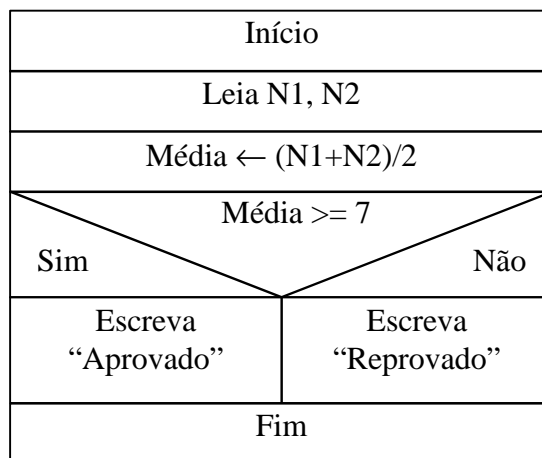 Início
Leia N1, N2
Média ← (N1+N2)/2
Média >= 7
Sim
Não
Escreva
“Aprovado”
Escreva
“Reprovado”
Fim